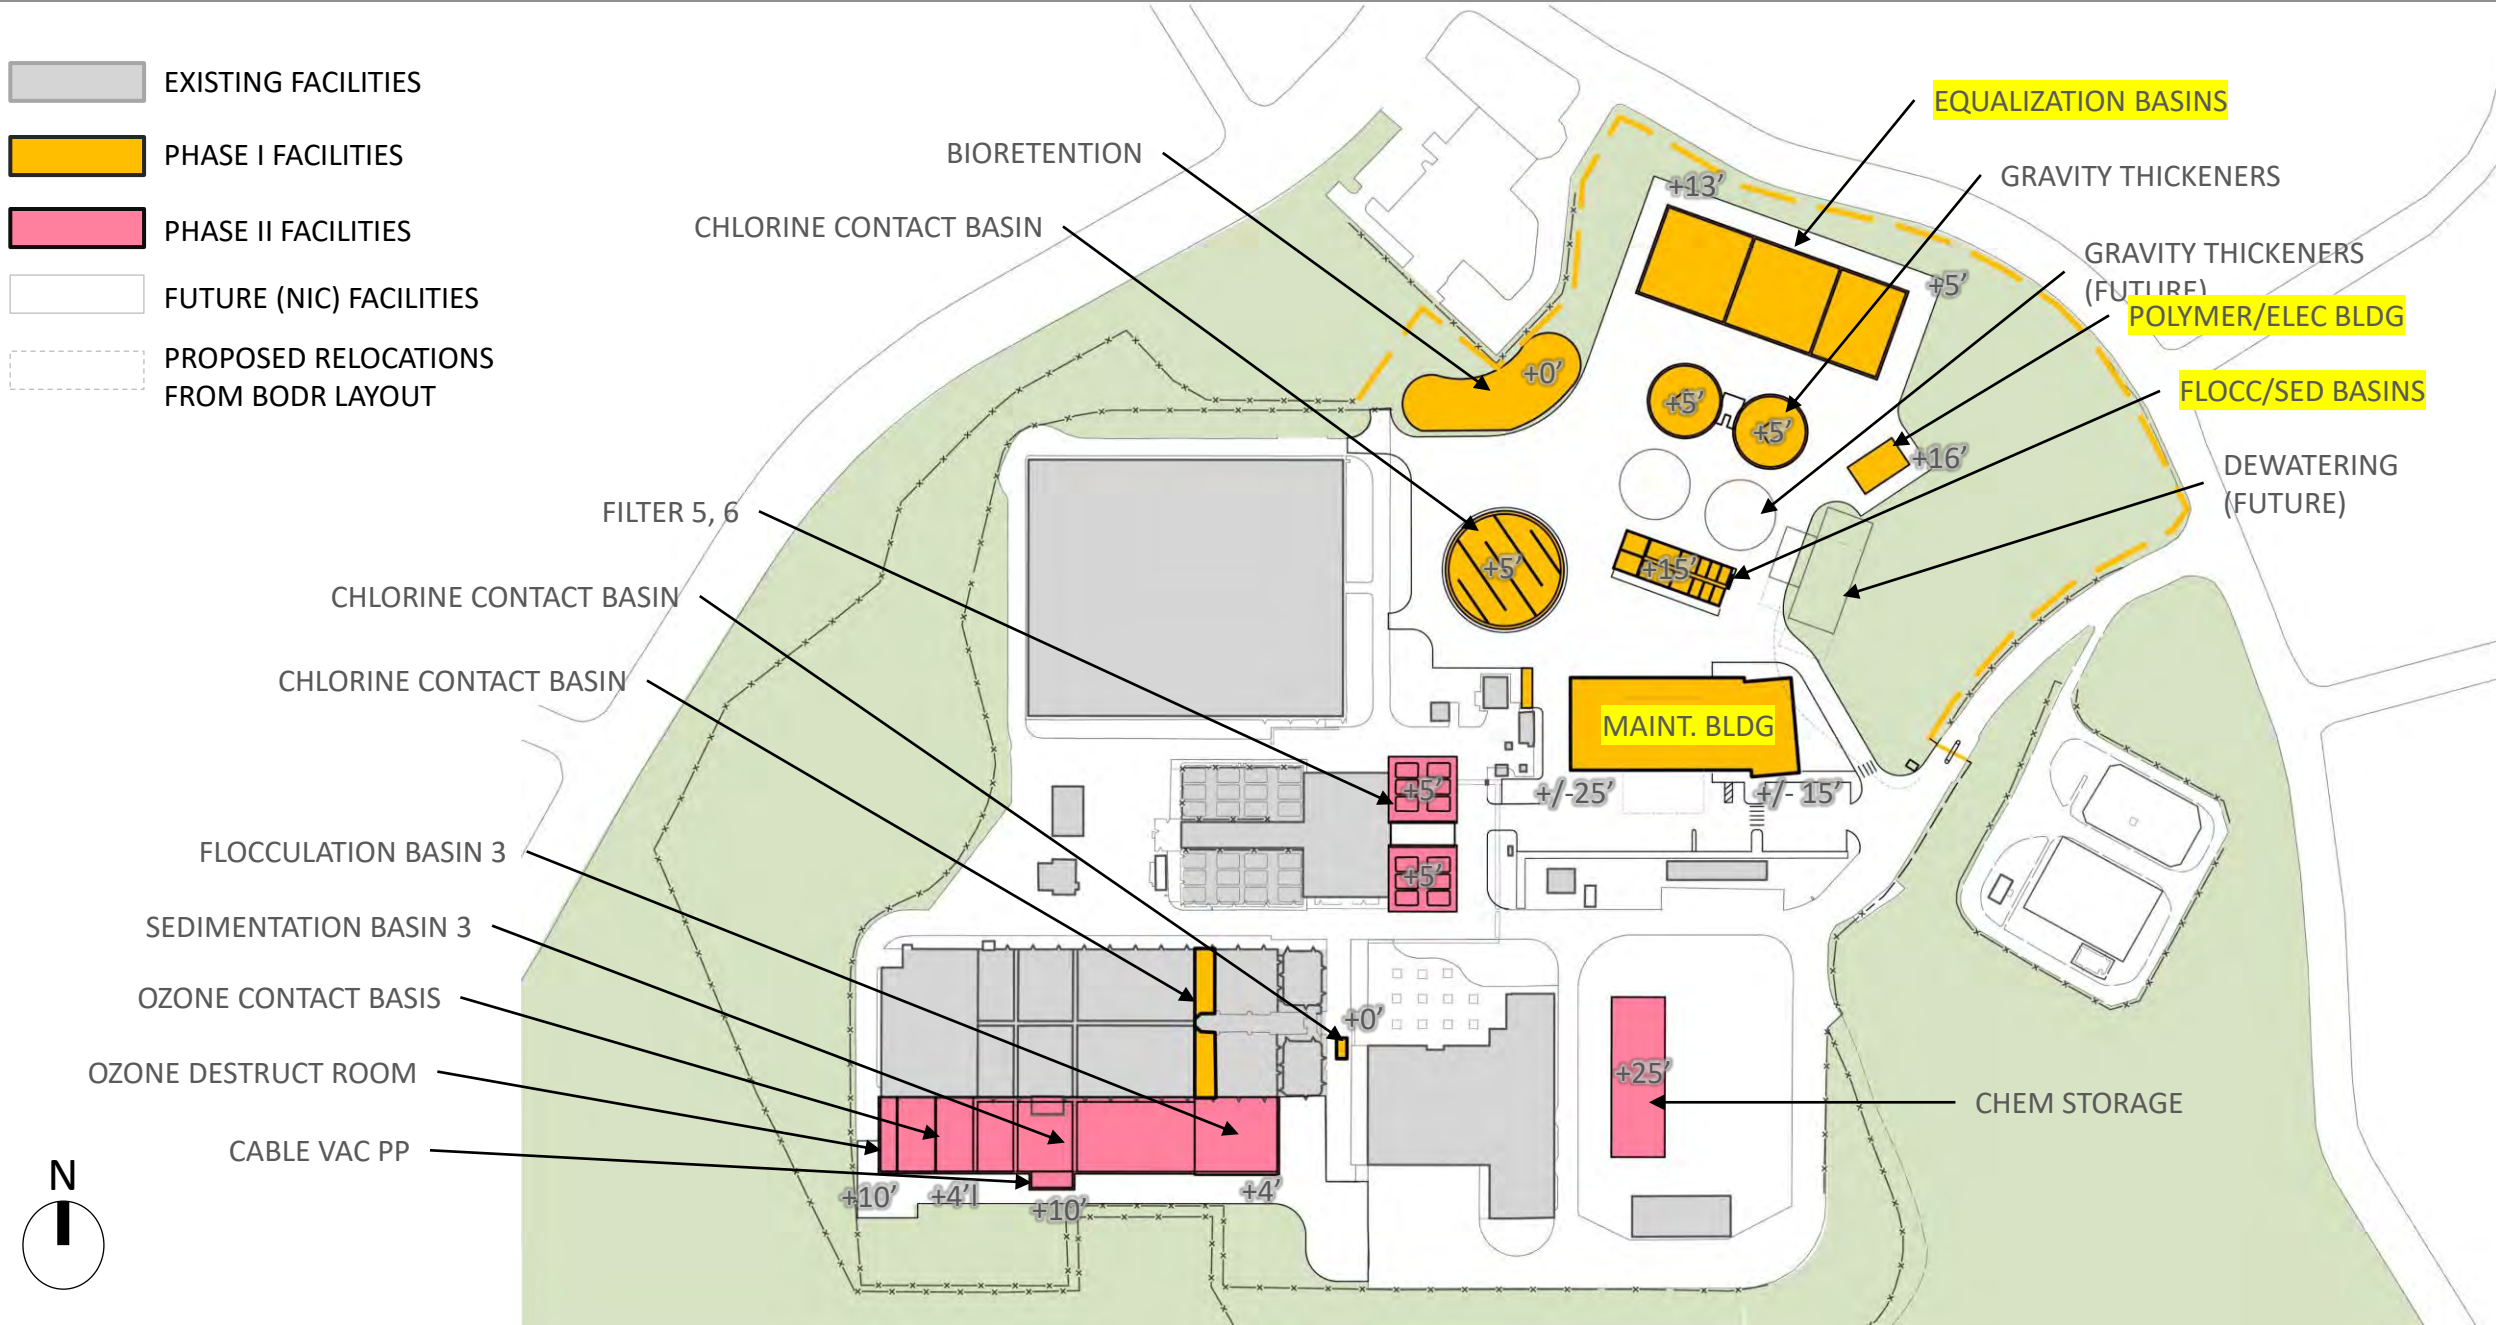 EXISTING FACILITIES
PHASE I FACILITIES
PHASE II FACILITIES
FUTURE (NIC) FACILITIES
PROPOSED RELOCATIONS
FROM BODR LAYOUT
EQUALIZATION BASINS
BIORETENTION
GRAVITY THICKENERS
+13'
CHLORINE CONTACT BASIN
GRAVITY THICKENERS
(FUTURE)
+5'
POLYMER/ELEC BLDG
+0'
FLOCC/SED BASINS
+5'
+5'
+16'
DEWATERING
(FUTURE)
FILTER 5, 6
+5'
+15'
CHLORINE CONTACT BASIN
CHLORINE CONTACT BASIN
MAINT. BLDG
+5'
+/-25'
+/- 15'
FLOCCULATION BASIN 3
+5'
SEDIMENTATION BASIN 3
OZONE CONTACT BASIS
+0'
OZONE DESTRUCT ROOM
+25'
CHEM STORAGE
CABLE VAC PP
N
+10'
+4'l
+10'
+4'